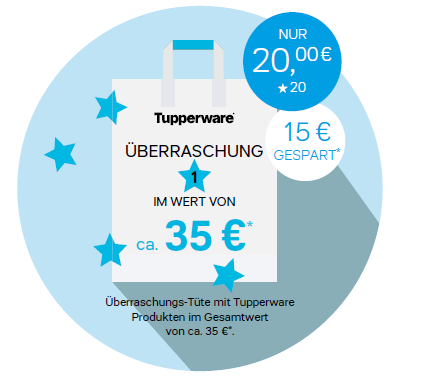 NUR
20,00 €
★20
15 €
GESPART*
Tupperware®
ÜBERRASCHUNG
1
IM WERT VON
ca. 35 €*
Überraschungs-Tüte mit Tupperware
Produkten im Gesamtwert
von ca. 35 €*.